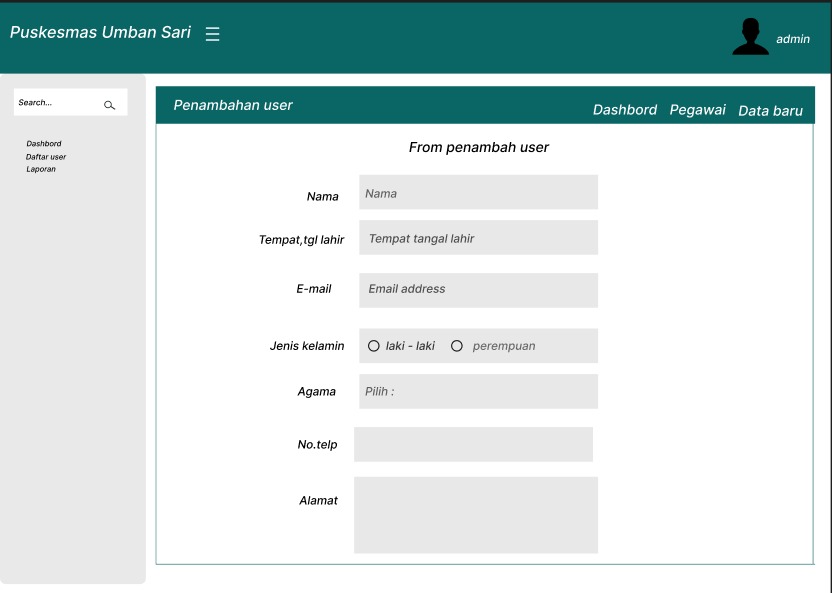 Puskesmas Umban Sari
admin
Search...
Dashbord
Daftar user
Laporan
Penambahan user
Dashbord Pegawai Data baru
From penambah user
Nama Nama
Tempat,tgl lahir Tempat tangal lahir
E-mail Email address
Jenis kelamin laki - laki perempuan
Agama Pilih :
No.telp
Alamat